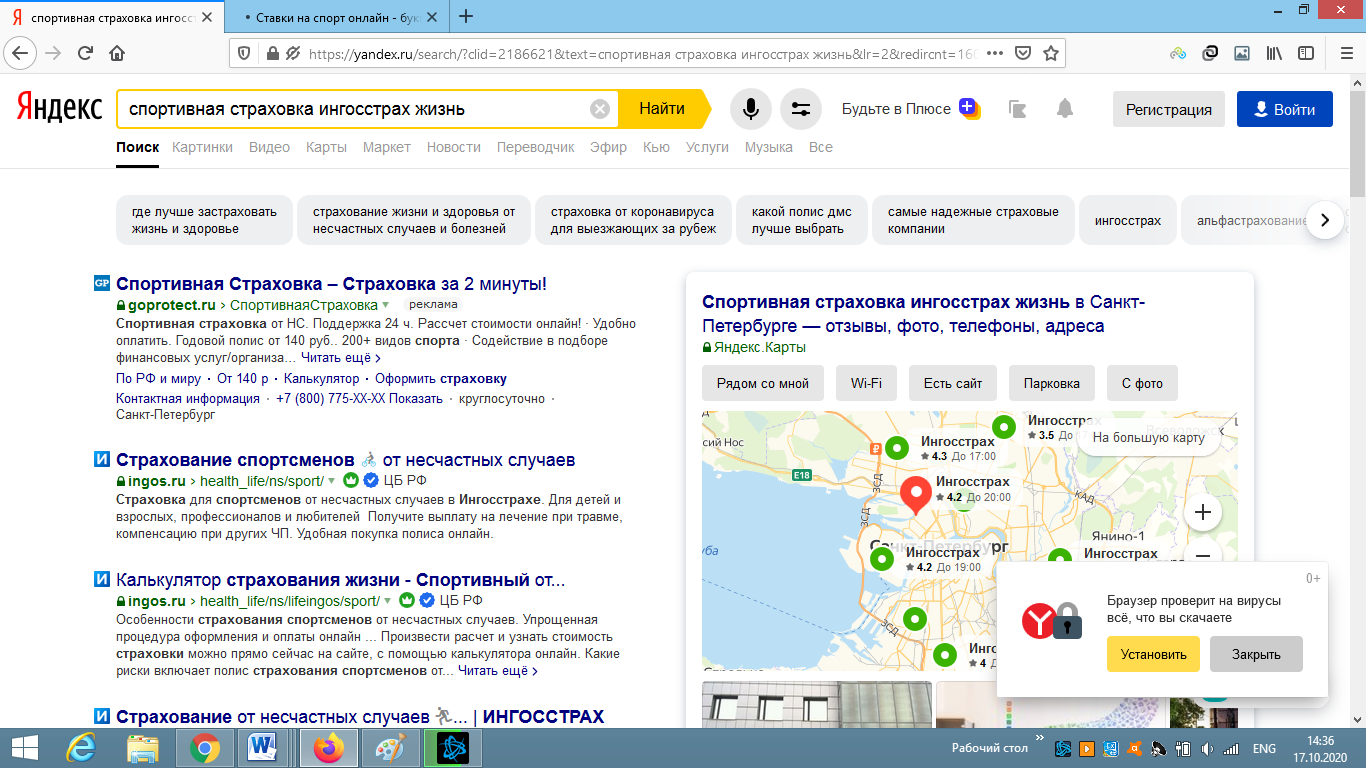 спортивная страховка ингосст
Ставки на спорт онлайн - бук
https://yandex.ru/search/?clid=2186621&text=спортивная страховка ингосстрах жизнь&lr=2&redircnt=160
Яндекс
спортивная страховка ингосстрах жизнь
Найти
Будьте в Плюсе
Регистрация
Войти
Поиск Картинки Видео Карты Маркет Новости Переводчик Эфир Кью Услуги Музыка Все
где лучше застраховать
жизнь и здоровье
страхование жизни и здоровья от
несчастных случаев и болезней
страховка от коронавируса
для выезжающих за рубеж
какой полис дмс
лучше выбрать
самые надежные страховые
компании
ингосстрах
альфастрахование
GP Спортивная Страховка – Страховка за 2 минуты!
goprotect.ru › СпортивнаяСтраховка реклама
Спортивная страховка от НС. Поддержка 24 ч. Рассчет стоимости онлайн! · Удобно
оплатить. Годовой полис от 140 руб.. 200+ видов спорта · Содействие в подборе
финансовых услуг/организа... Читать ещё ›
По РФ и миру · От 140 р · Калькулятор · Оформить страховку
Контактная информация · +7 (800) 775-XX-XX Показать · круглосуточно ·
Санкт-Петербург
Страхование спортсменов от несчастных случаев
ingos.ru › health_life/ns/sport/ ЦБ РФ
Страховка для спортсменов от несчастных случаев в Ингосстрахе. Для детей и
взрослых, профессионалов и любителей Получите выплату на лечение при травме,
компенсацию при других ЧП. Удобная покупка полиса онлайн.
Калькулятор страхования жизни - Спортивный от...
ingos.ru › health_life/ns/lifeingos/sport/ ЦБ РФ
Особенности страхования спортсменов от несчастных случаев. Упрощенная
процедура оформления и оплаты онлайн ... Произвести расчет и узнать стоимость
страховки можно прямо сейчас на сайте, с помощью калькулятора онлайн. Какие
риски включает полис страхования спортсменов от... Читать ещё ›
Страхование от несчастных случаев ... | ИНГОССТРАХ
Спортивная страховка ингосстрах жизнь в Санкт-
Петербурге — отзывы, фото, телефоны, адреса
Яндекс.Карты
Рядом со мной
Wi-Fi
Есть сайт
Парковка
С фото
На большую карту
сий Нос
E18
ЗСД
ЗСД
КАД
Ингосстрах
3.5
Ингосстрах
4.3 До 17:00
Ингосстрах
4.2 До 20:00
Санкт-Петербург
Янино-1
Ингосстрах
4.2 До 19:00
Ингосстрах
уба
4
0+
Браузер проверит на вирусы
всё, что вы скачаете
Установить
Закрыть
Рабочий стол
ENG
14:36
17.10.2020